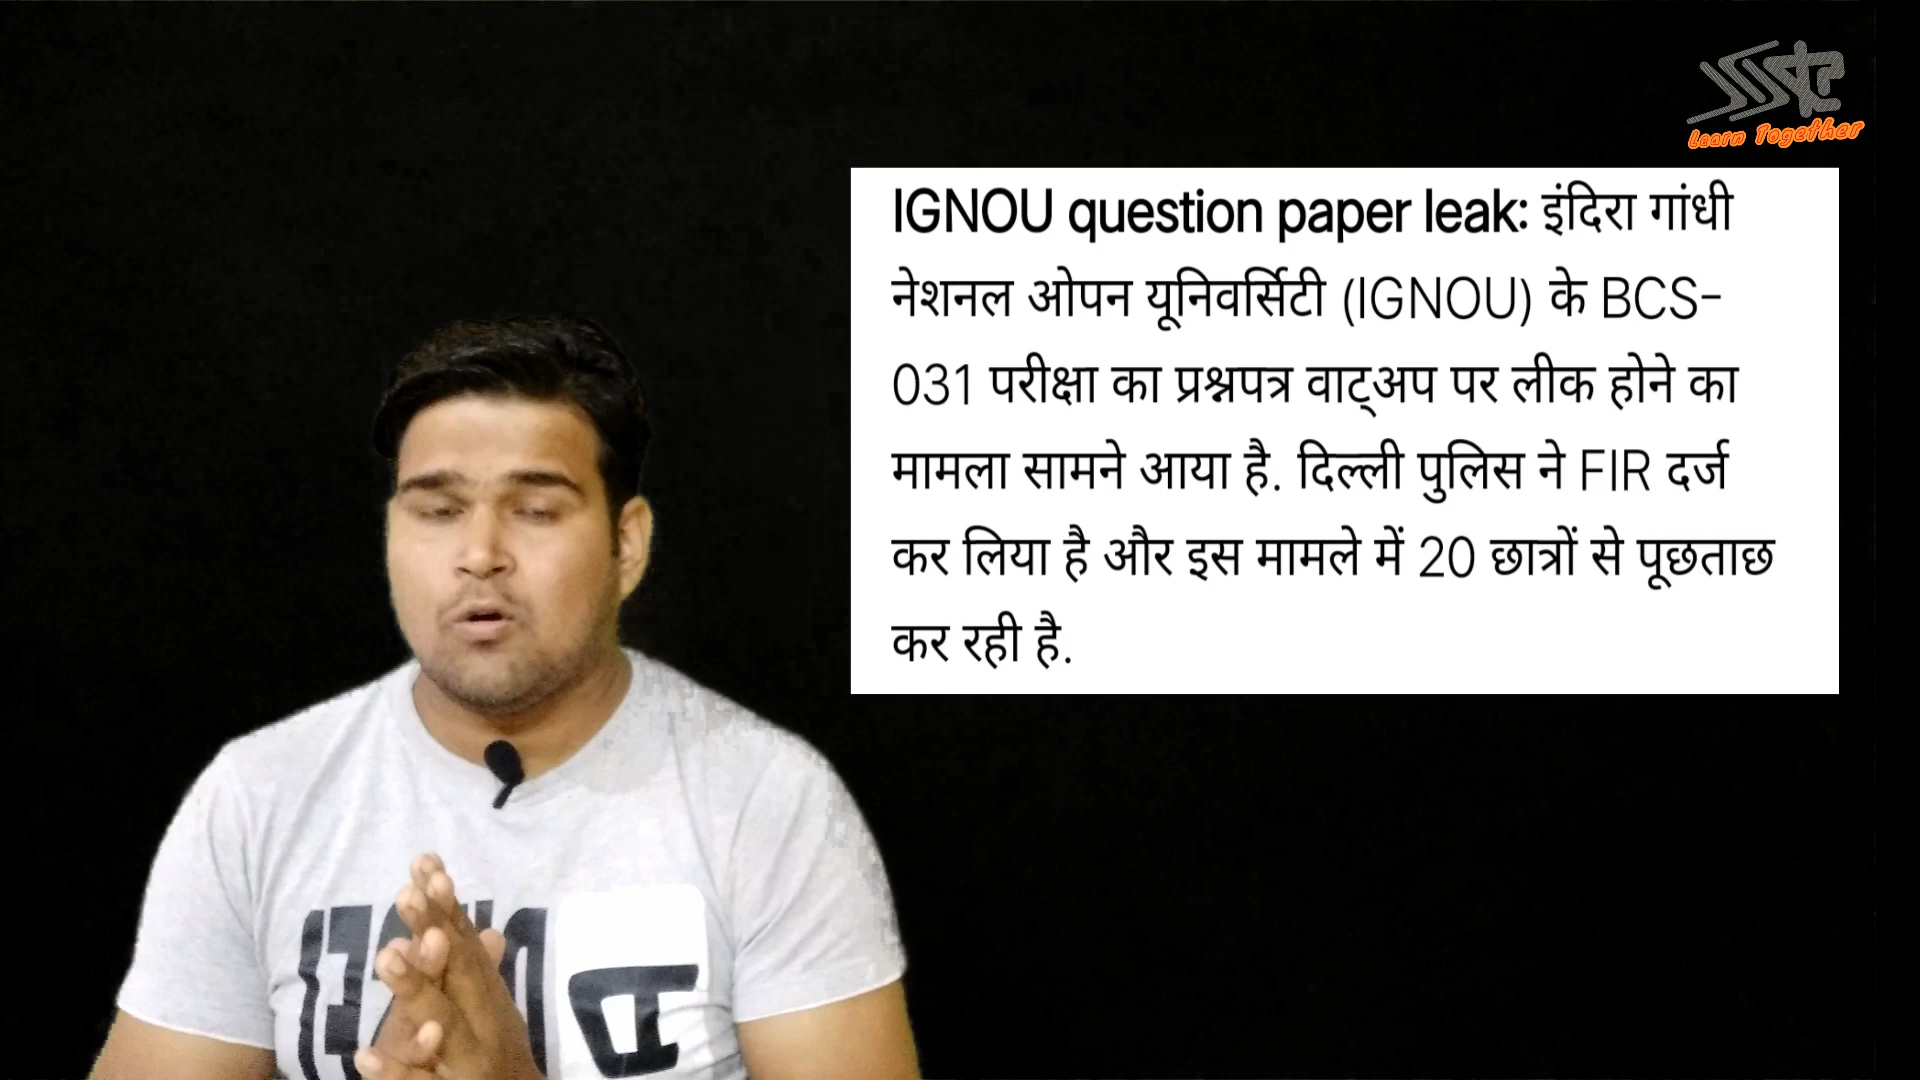 Learn Together
IGNOU question paper leak: इंदिरा गांधी
नेशनल ओपन यूनिवर्सिटी (IGNOU) के BCS-
031 परीक्षा का प्रश्नपत्र वाट्अप पर लीक होने का
मामला सामने आया है. दिल्ली पुलिस ने FIR दर्ज
कर लिया है और इस मामले में 20 छात्रों से पूछताछ
कर रही है.